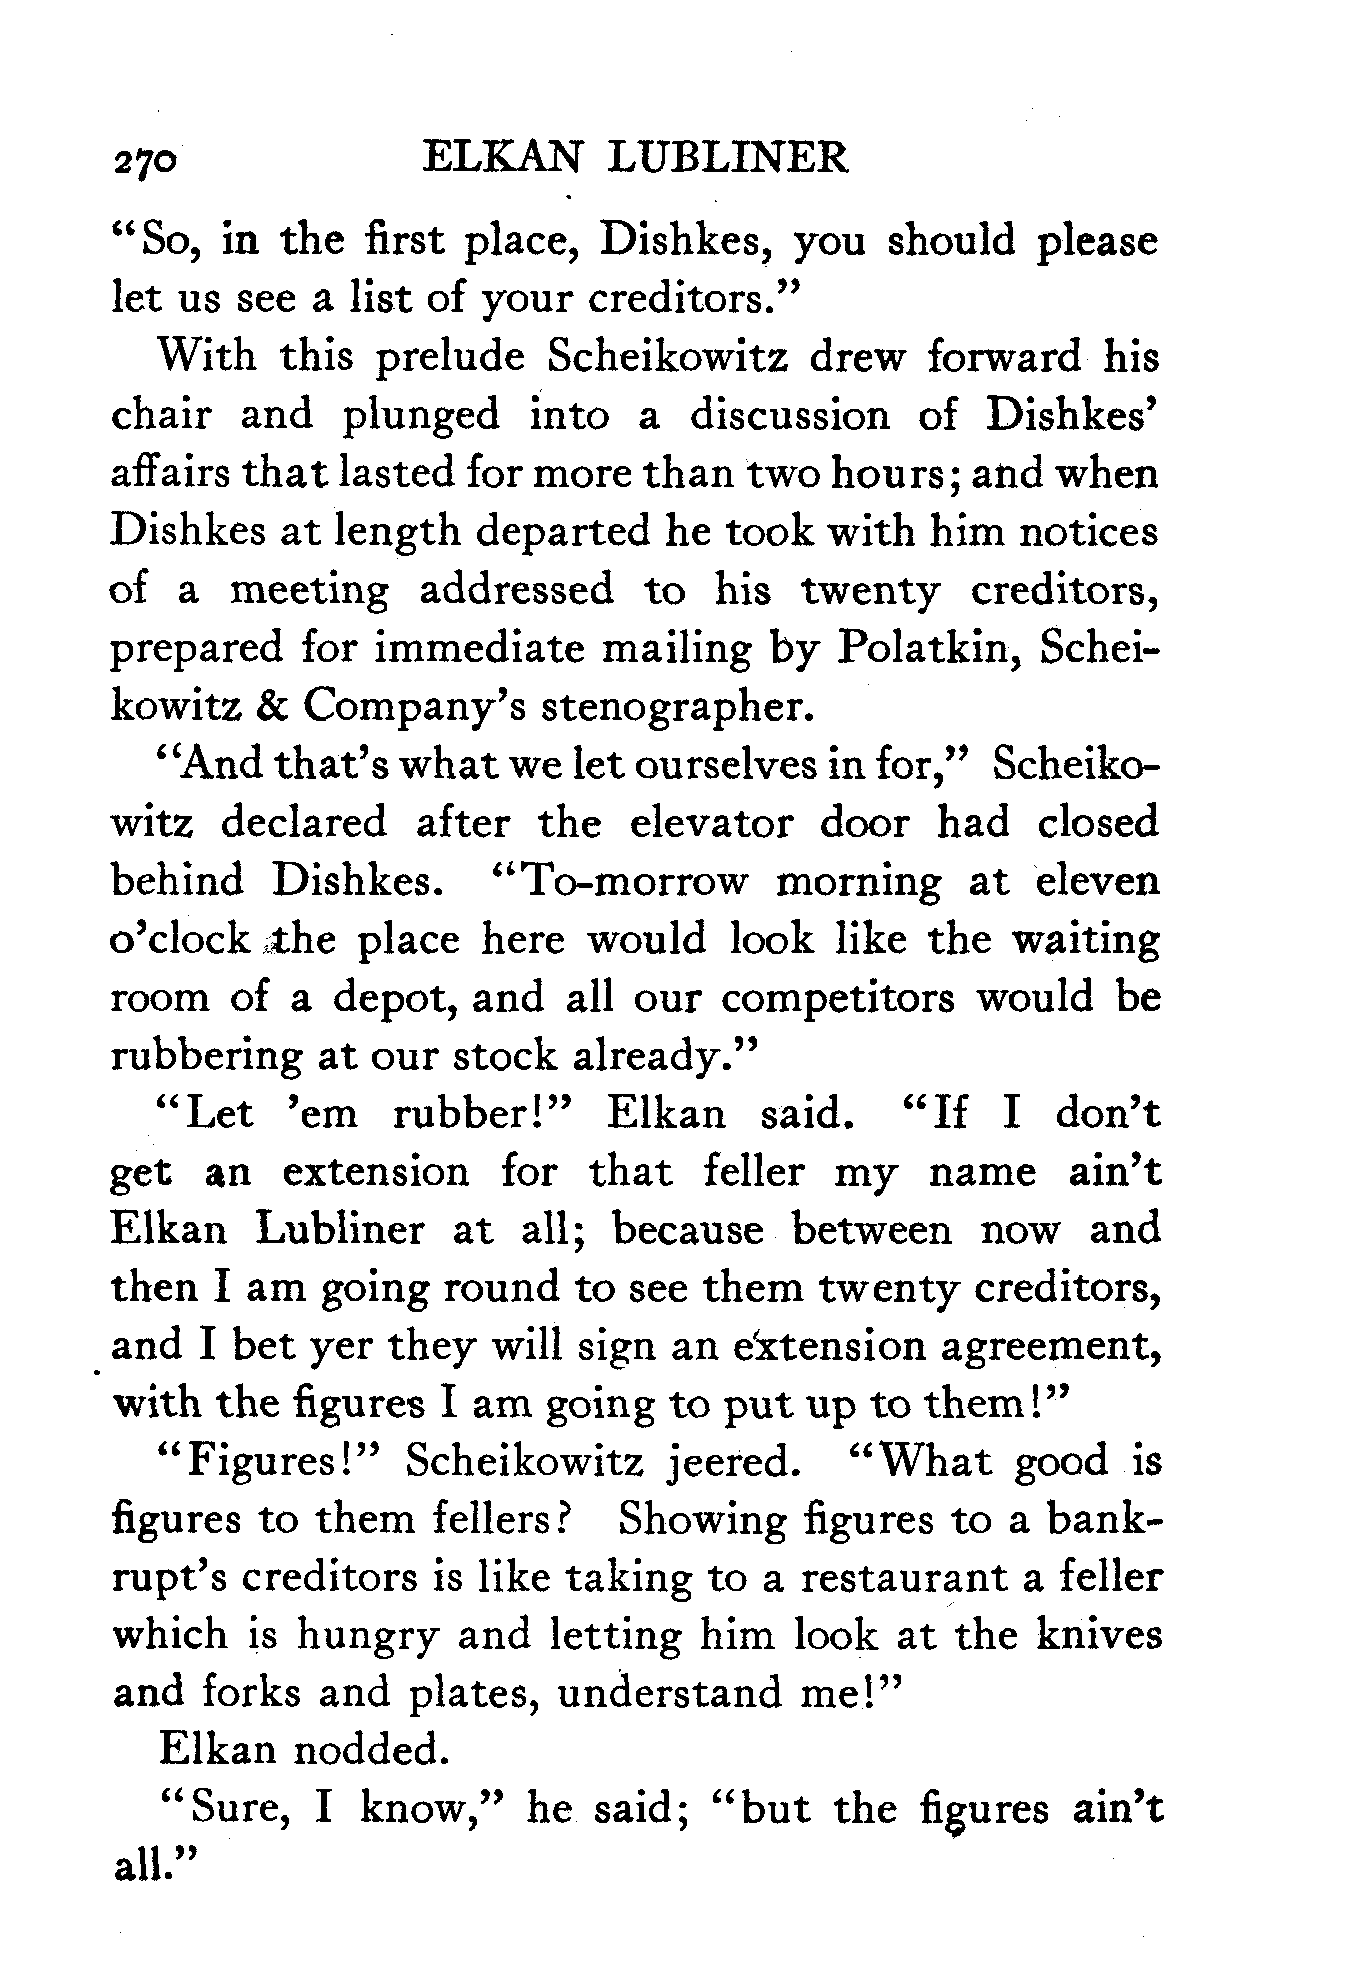 270 ELKAN LUBLINER
“So, in the first place, Dishkes, you should please
let us see a list of your creditors.”
With this prelude Scheikowitz drew forward his
chair and plunged into a discussion of Dishkes’
affairs that lasted for more than two hours; and when
Dishkes at length departed he took with him notices
of a meeting addressed to his twenty creditors,
prepared for immediate mailing by Polatkin, Schei-
kowitz & Company’s stenographer.
“And that’s what we let ourselves in for,” Scheiko-
witz declared after the elevator door had closed
behind Dishkes. “To-morrow morning at eleven
o’clock the place here would look like the waiting
room of a depot, and all our competitors would be
rubbering at our stock already.”
“Let ’em rubber!” Elkan said. “If I don’t
get an extension for that feller my name ain’t
Elkan Lubliner at all; because between now and
then I am going round to see them twenty creditors,
and I bet yer they will sign an extension agreement,
with the figures I am going to put up to them!”
“Figures!” Scheikowitz jeered. “What good is
figures to them fellers? Showing figures to a bank-
rupt’s creditors is like taking to a restaurant a feller
which is hungry and letting him look at the knives
and forks and plates, understand me!”
Elkan nodded.
“Sure, I know,” he said; “but the figures ain’t
all.”